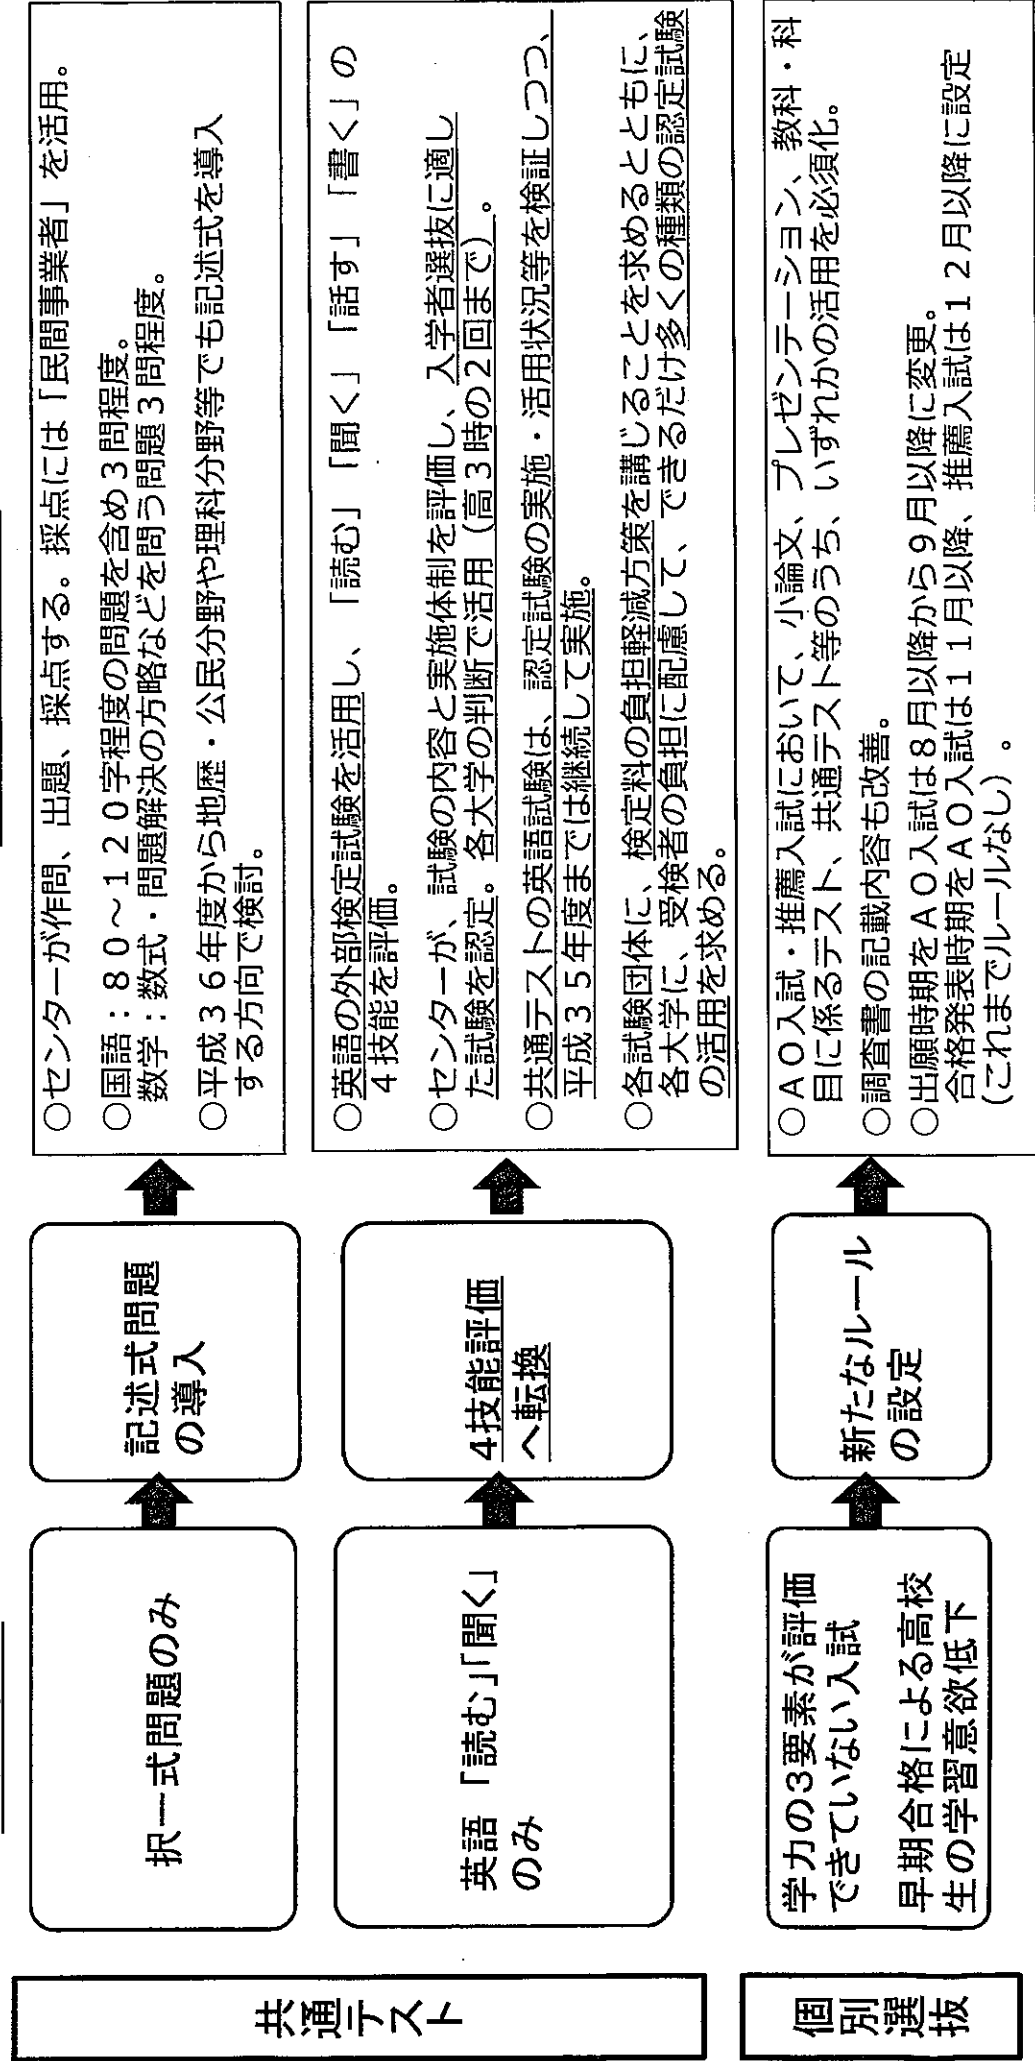 共通テスト
択一式問題のみ
記述式問題
の導入
○センターが作問、出題、採点する。採点には「民間事業者」を活用。
○国語：８０～１２０字程度の問題を含め３問程度。
数学：数式・問題解決の方略などを問う問題３問程度。
○平成３６年度から地歴・公民分野や理科分野等でも記述式を導入
する方向で検討。
英語 「読む」「聞く」
のみ
４技能評価
へ転換
○英語の外部検定試験を活用し、「読む」「聞く」「話す」「書く」の
４技能を評価。
○センターが、試験の内容と実施体制を評価し、入学者選抜に適し
た試験を認定。各大学の判断で活用（高３時の２回まで）。
○共通テストの英語試験は、認定試験の実施・活用状況等を検証しつつ、
平成３５年度までは継続して実施。
○各試験団体に、検定料の負担軽減方策を講じることを求めるとともに、
各大学に、受検者の負担に配慮して、できるだけ多くの種類の認定試験
の活用を求める。
個別選抜
学力の３要素が評価
できていない入試
早期合格による高校
生の学習意欲低下
新たなルール
の設定
○ＡＯ入試・推薦入試において、小論文、プレゼンテーション、教科・科
目に係るテスト、共通テスト等のうち、いずれかの活用を必須化。
○調査書の記載内容も改善。
○出願時期をＡＯ入試は８月以降から９月以降に変更。
合格発表時期をＡＯ入試は１１月以降、推薦入試は１２月以降に設定
(これまでルールなし)。